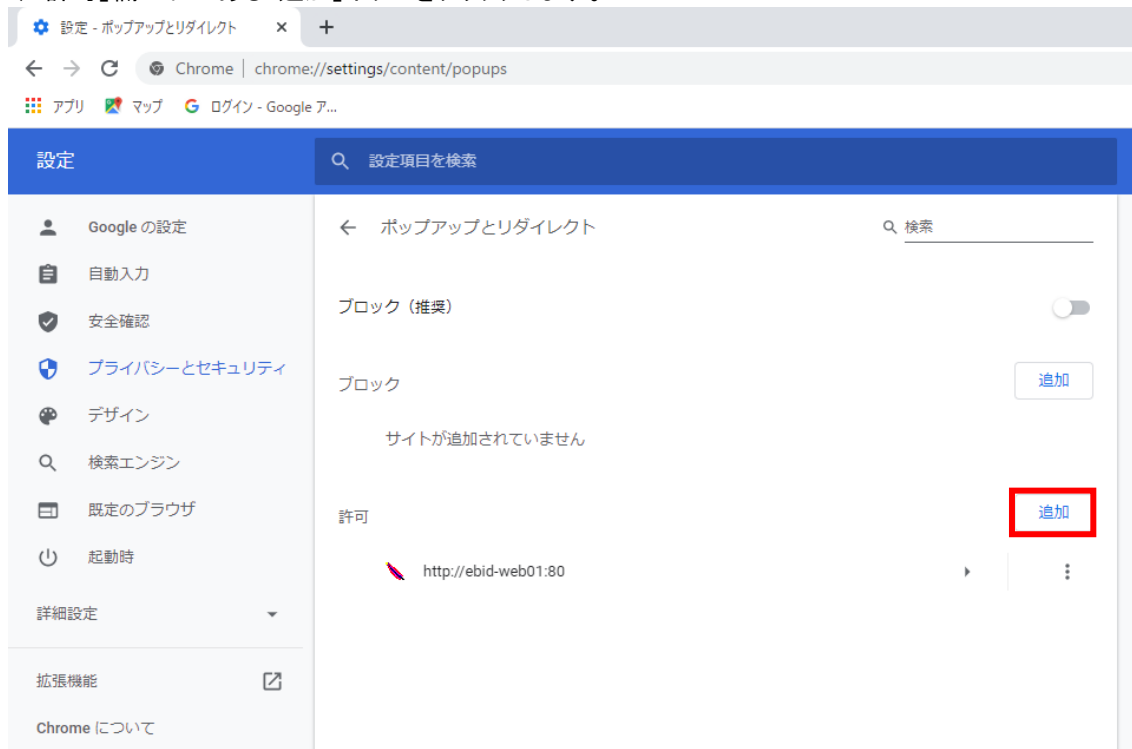 設定 - ポップアップとリダイレクト
Chrome | chrome://settings/content/popups
アプリ マップ ログイン - Google ア...
設定
設定項目を検索
Google の設定
自動入力
安全確認
プライバシーとセキュリティ
デザイン
検索エンジン
既定のブラウザ
起動時
詳細設定
拡張機能
Chrome について
ポップアップとリダイレクト
検索
ブロック（推奨）
ブロック
追加
サイトが追加されていません
許可
追加
http://ebid-web01:80